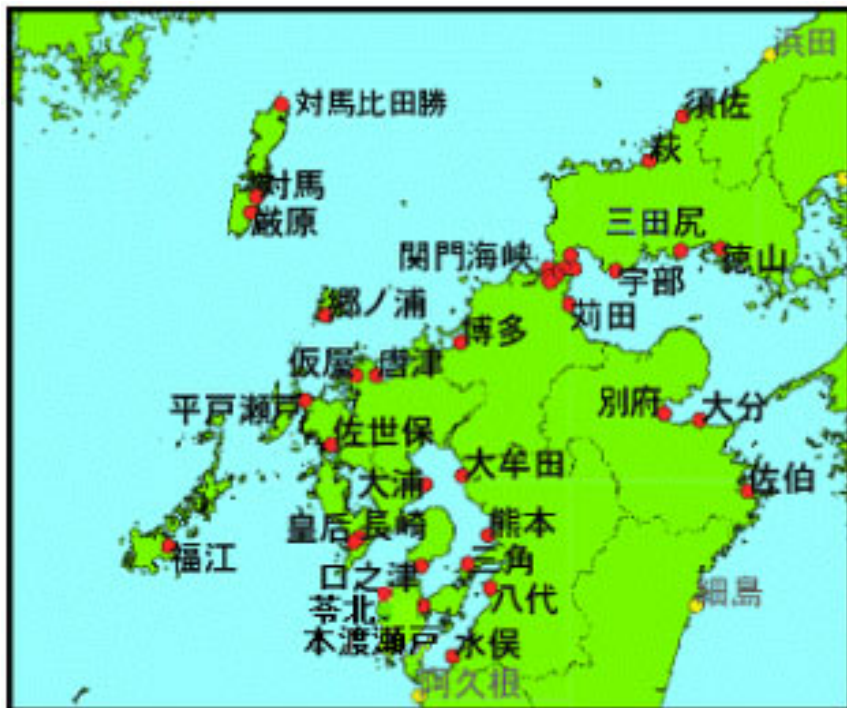 浜田
対馬比田勝
須佐
萩
対馬
厳原
三田尻
関門海峡
徳山
宇部
郷ノ浦
苅田
博多
仮屋
唐津
平戸瀬戸
別府
大分
佐世保
大浦
大牟田
佐伯
皇后
長崎
熊本
福江
口之津
三角
苓北
八代
細島
本渡瀬戸
水俣
阿久根